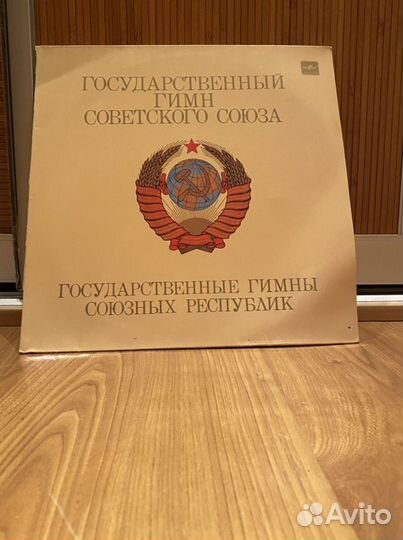 ГОСУДАРСТВЕННЫЙ
ГИМН
СОВЕТСКОГО СОЮЗА
ГОСУДАРСТВЕННЫЕ ГИМНЫ
СОЮЗНЫХ РЕСПУБЛИК
Avito